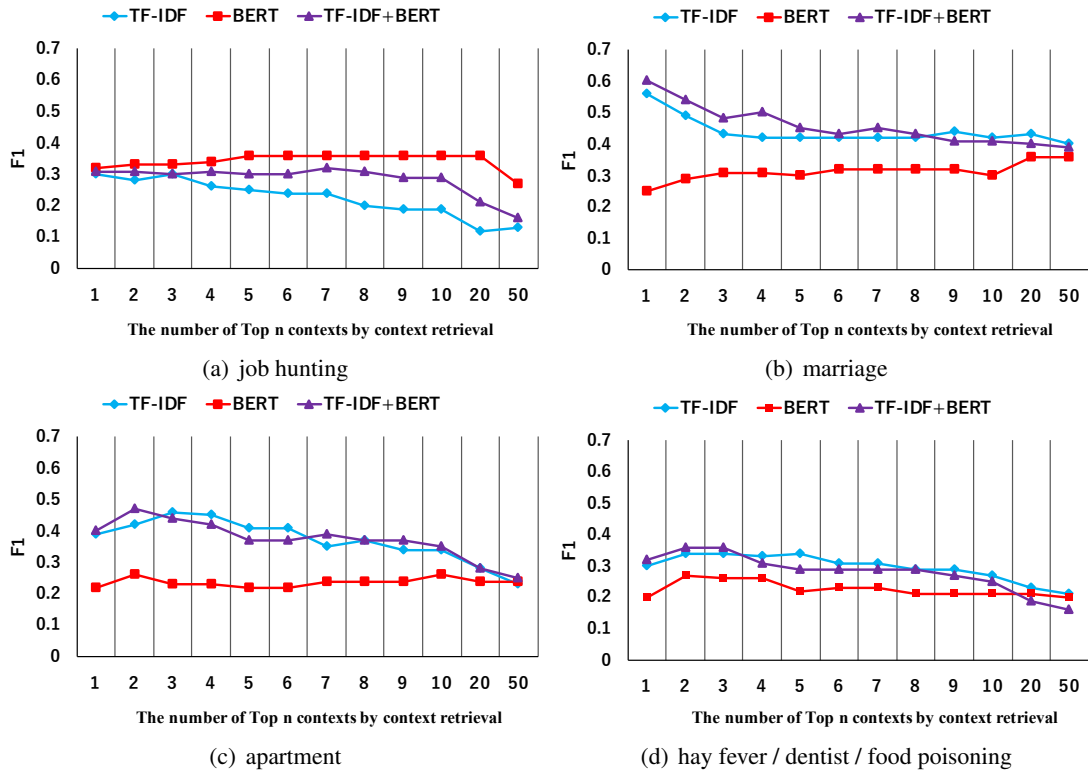 TF-IDF BERT TF-IDF+BERT
0.7
0.6
0.5
0.4
0.3
0.2
0.1
0
F1
1 2 3 4 5 6 7 8 9 10 20 50
The number of Top n contexts by context retrieval
(a) job hunting
TF-IDF BERT TF-IDF+BERT
0.7
0.6
0.5
0.4
0.3
0.2
0.1
0
F1
1 2 3 4 5 6 7 8 9 10 20 50
The number of Top n contexts by context retrieval
(b) marriage
TF-IDF BERT TF-IDF+BERT
0.7
0.6
0.5
0.4
0.3
0.2
0.1
0
F1
1 2 3 4 5 6 7 8 9 10 20 50
The number of Top n contexts by context retrieval
(c) apartment
TF-IDF BERT TF-IDF+BERT
0.7
0.6
0.5
0.4
0.3
0.2
0.1
0
F1
1 2 3 4 5 6 7 8 9 10 20 50
The number of Top n contexts by context retrieval
(d) hay fever / dentist / food poisoning